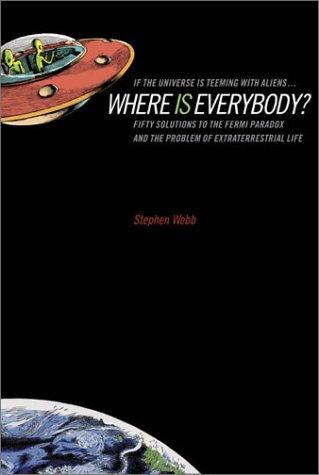 IF THE UNIVERSE IS TEEMING WITH ALIENS...
WHERE IS EVERYBODY?
FIFTY SOLUTIONS TO THE FERMI PARADOX
AND THE PROBLEM OF EXTRATERRESTRIAL LIFE
Stephen Webb